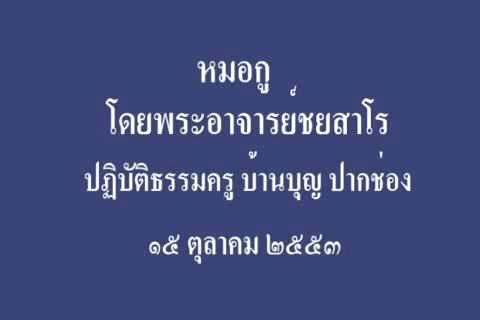 หมอกู
โดยพระอาจารย์ชยสาโร
ปฏิบัติธรรมครู บ้านบุญ ปากช่อง
๑๕ ตุลาคม ๒๕๕๓